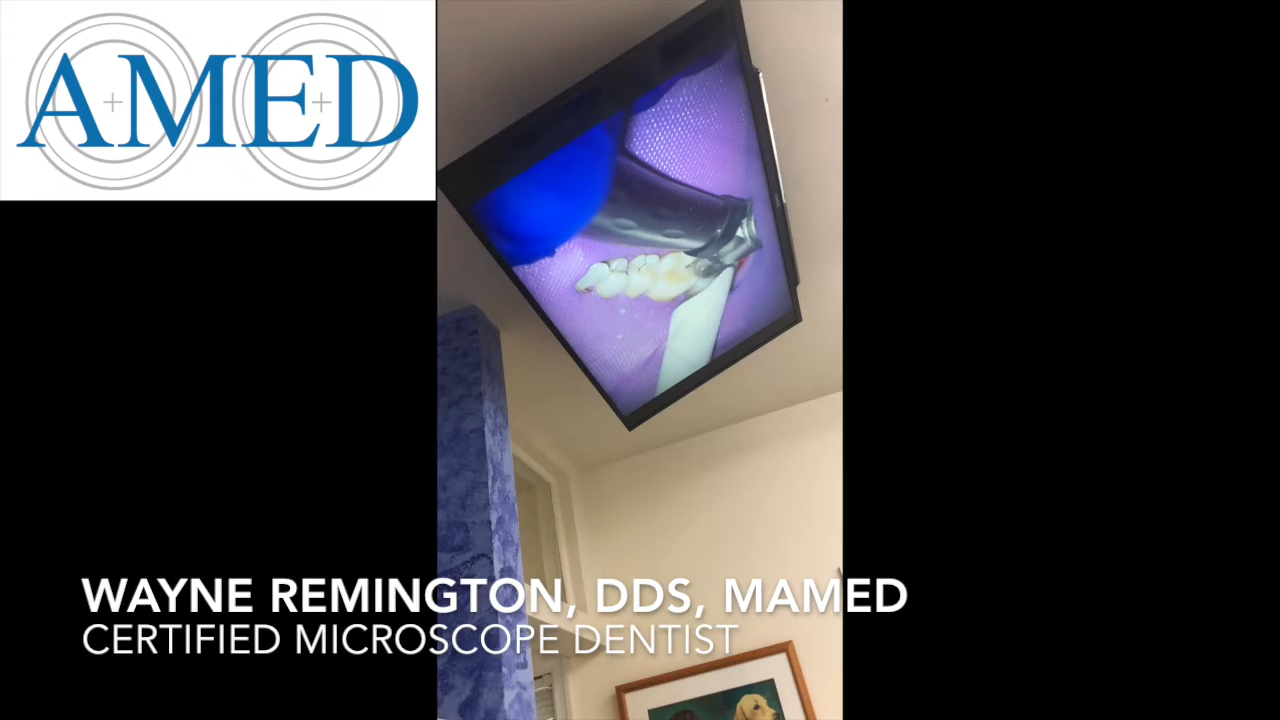 AMED
WAYNE REMINGTON, DDS, MAMED
CERTIFIED MICROSCOPE DENTIST